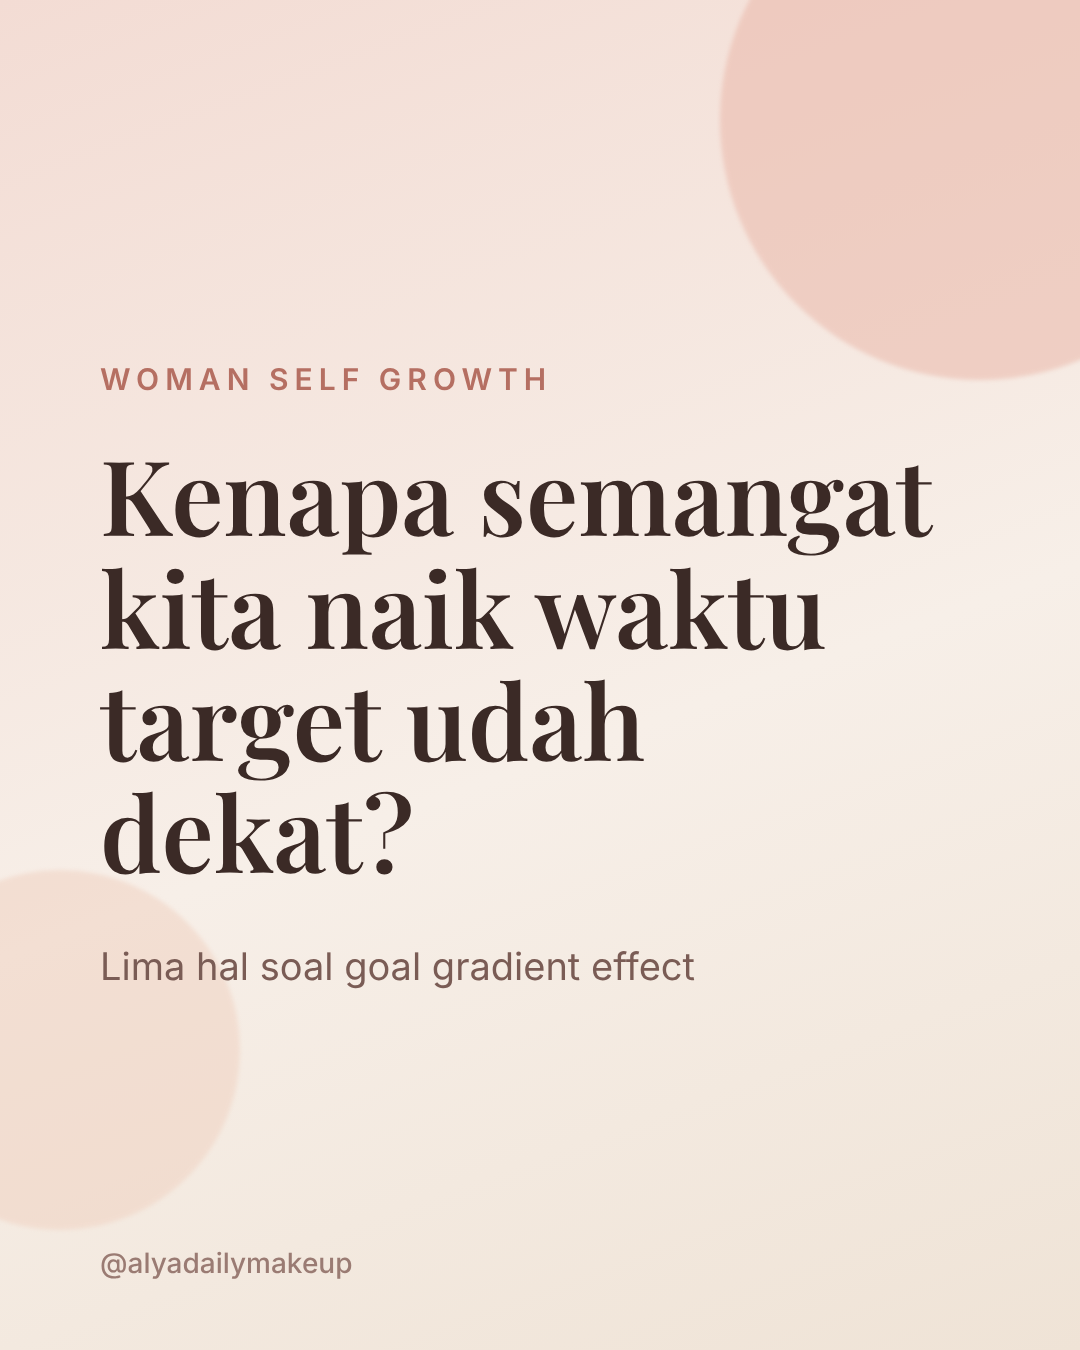 WOMAN SELF GROWTH
Kenapa semangat
kita naik waktu
target udah
dekat?
Lima hal soal goal gradient effect
@alyadailymakeup